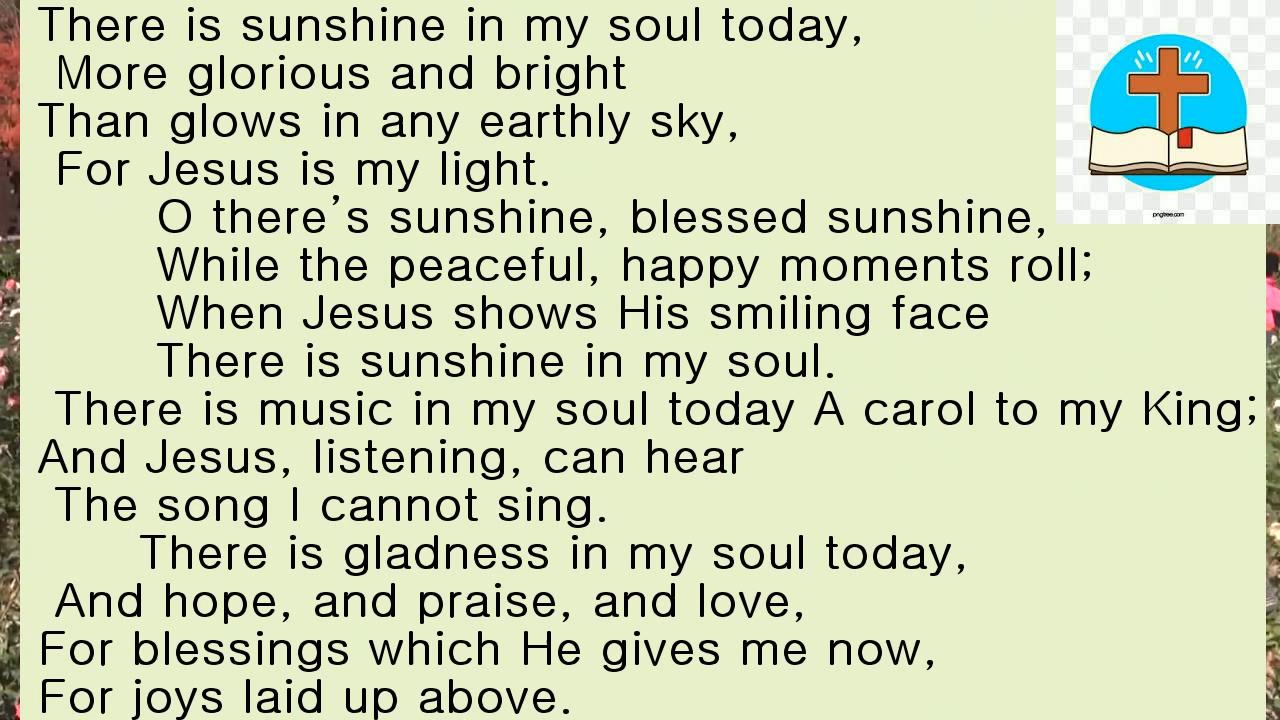 There is sunshine in my soul today,
More glorious and bright
Than glows in any earthly sky,
For Jesus is my light.
O there's sunshine, blessed sunshine,
While the peaceful, happy moments roll;
When Jesus shows His smiling face
There is sunshine in my soul.
There is music in my soul today A carol to my King;
And Jesus, listening, can hear
The song I cannot sing.
There is gladness in my soul today,
And hope, and praise, and love,
For blessings which He gives me now,
For joys laid up above.
pngtree.com